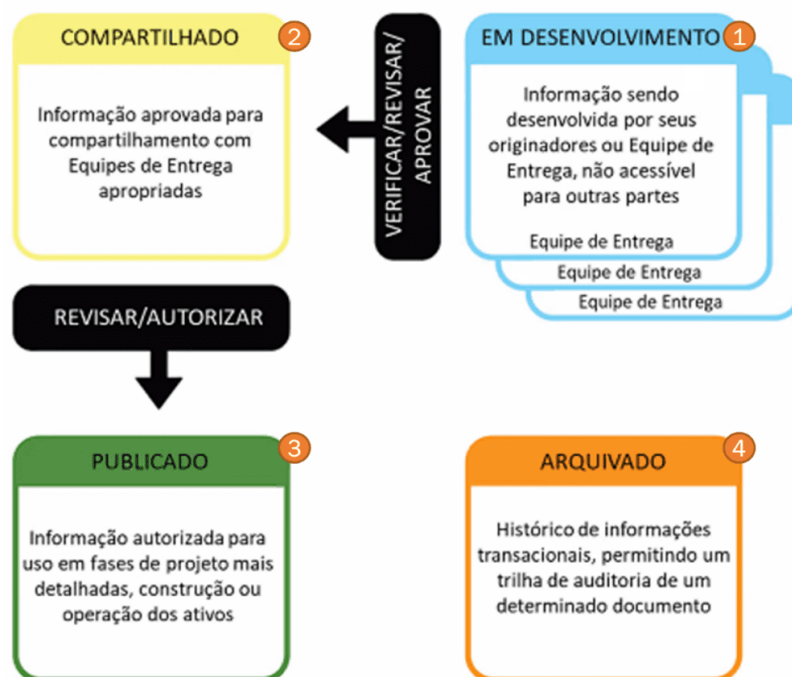 COMPARTILHADO 2
Informação aprovada para
compartilhamento com
Equipes de Entrega
apropriadas
VERIFICAR/REVISAR/
APROVAR
EM DESENVOLVIMENTO 1
Informação sendo
desenvolvida por seus
originadores ou Equipe de
Entrega, não acessível
para outras partes
Equipe de Entrega
Equipe de Entrega
Equipe de Entrega
REVISAR/AUTORIZAR
PUBLICADO 3
Informação autorizada para
uso em fases de projeto mais
detalhadas, construção ou
operação dos ativos
ARQUIVADO 4
Histórico de informações
transacionais, permitindo um
trilha de auditoria de um
determinado documento